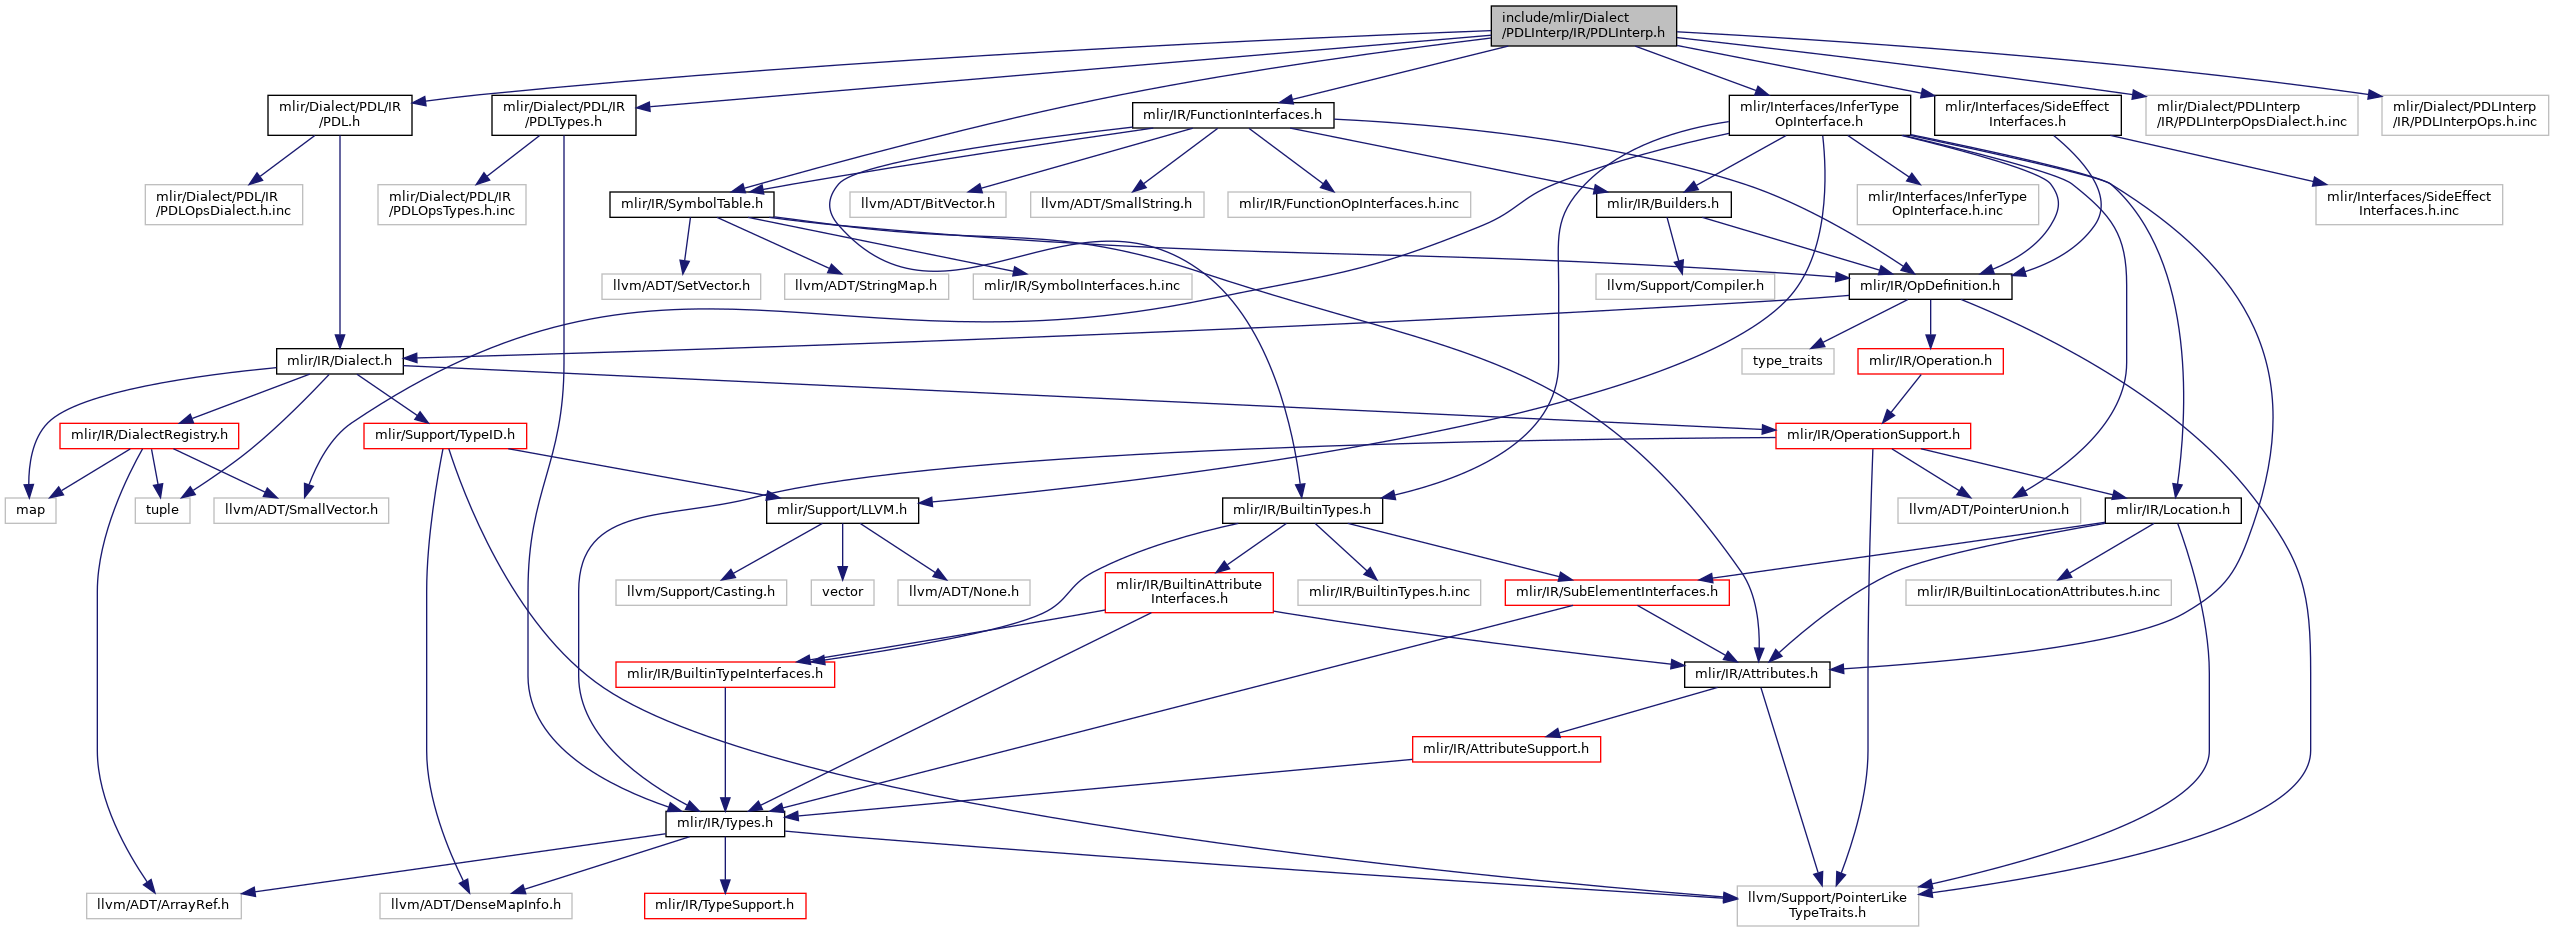 include/mlir/Dialect
/PDLInterp/IR/PDLInterp.h
mlir/Dialect/PDL/IR
/PDL.h
mlir/Dialect/PDL/IR
/PDLTypes.h
mlir/IR/FunctionInterfaces.h
mlir/Interfaces/InferType
OpInterface.h
mlir/Interfaces/SideEffect
Interfaces.h
mlir/Dialect/PDLInterp
/IR/PDLInterpOpsDialect.h.inc
mlir/Dialect/PDLInterp
/IR/PDLInterpOps.h.inc
mlir/Dialect/PDL/IR
/PDLOpsDialect.h.inc
mlir/Dialect/PDL/IR
/PDLOpsTypes.h.inc
mlir/IR/SymbolTable.h
llvm/ADT/BitVector.h
llvm/ADT/SmallString.h
mlir/IR/FunctionOpInterfaces.h.inc
mlir/IR/Builders.h
mlir/Interfaces/InferType
OpInterface.h.inc
mlir/Interfaces/SideEffect
Interfaces.h.inc
llvm/ADT/SetVector.h
llvm/ADT/StringMap.h
mlir/IR/SymbolInterfaces.h.inc
llvm/Support/Compiler.h
mlir/IR/OpDefinition.h
mlir/IR/Dialect.h
type_traits
mlir/IR/Operation.h
mlir/IR/DialectRegistry.h
mlir/Support/TypeID.h
mlir/IR/OperationSupport.h
map
tuple
llvm/ADT/SmallVector.h
mlir/Support/LLVM.h
mlir/IR/BuiltinTypes.h
llvm/ADT/PointerUnion.h
mlir/IR/Location.h
llvm/Support/Casting.h
vector
llvm/ADT/None.h
mlir/IR/BuiltinAttribute
Interfaces.h
mlir/IR/BuiltinTypes.h.inc
mlir/IR/SubElementInterfaces.h
mlir/IR/BuiltinLocationAttributes.h.inc
mlir/IR/BuiltinTypeInterfaces.h
mlir/IR/Attributes.h
mlir/IR/AttributeSupport.h
mlir/IR/Types.h
llvm/ADT/ArrayRef.h
llvm/ADT/DenseMapInfo.h
mlir/IR/TypeSupport.h
llvm/Support/PointerLike
TypeTraits.h